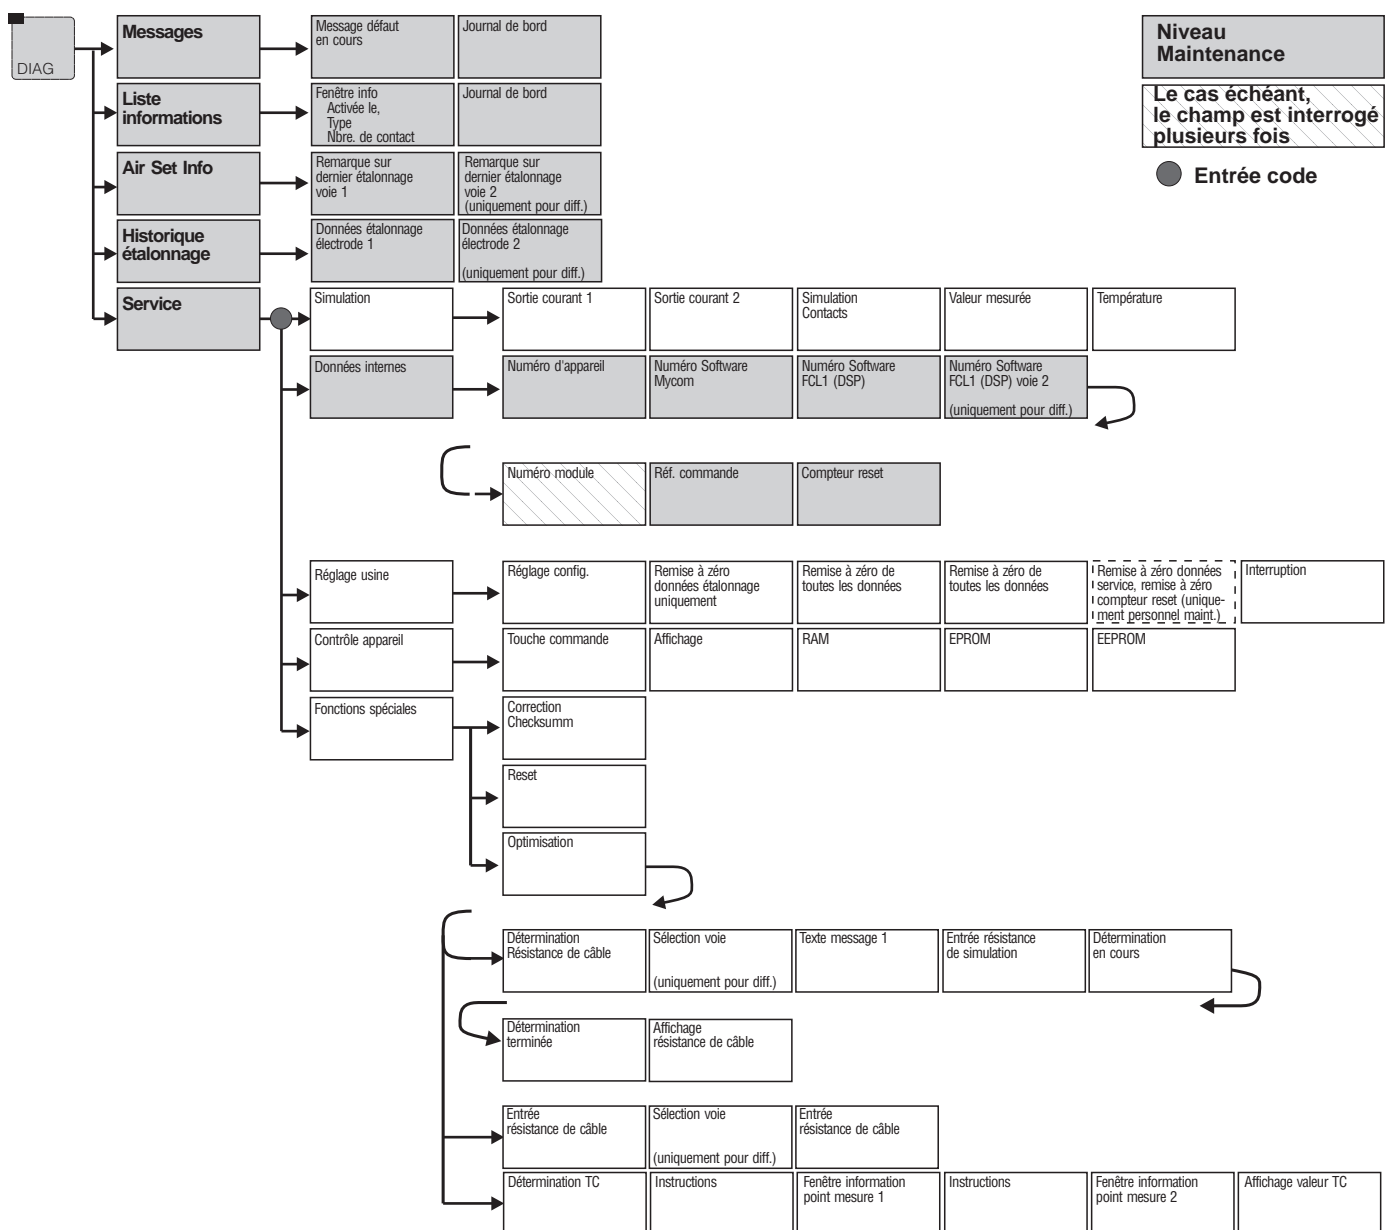 DIAG
Messages
Message défaut
en cours
Journal de bord
Niveau
Maintenance
Liste
informations
Fenêtre info
Activée le,
Type
Nbre. de contact
Journal de bord
Le cas échéant,
le champ est interrogé
plusieurs fois
Air Set Info
Remarque sur
dernier étalonnage
voie 1
Remarque sur
dernier étalonnage
voie 2
(uniquement pour diff.)
Entrée code
Historique
étalonnage
Données étalonnage
électrode 1
Données étalonnage
électrode 2
(uniquement pour diff.)
Service
Simulation
Sortie courant 1
Sortie courant 2
Simulation
Contacts
Valeur mesurée
Température
Données internes
Numéro d'appareil
Numéro Software
Mycom
Numéro Software
FCL1 (DSP)
Numéro Software
FCL1 (DSP) voie 2
(uniquement pour diff.)
Numéro module
Réf. commande
Compteur reset
Réglage usine
Réglage config.
Remise à zéro
données étalonnage
uniquement
Remise à zéro de
toutes les données
Remise à zéro de
toutes les données
Remise à zéro données
service, remise à zéro
compteur reset (unique-
ment personnel maint.)
Interruption
Contrôle appareil
Touche commande
Affichage
RAM
EPROM
EEPROM
Fonctions spéciales
Correction
Checksumm
Reset
Optimisation
Détermination
Résistance de câble
Sélection voie
(uniquement pour diff.)
Texte message 1
Entrée résistance
de simulation
Détermination
en cours
Détermination
terminée
Affichage
résistance de câble
Entrée
résistance de câble
Sélection voie
(uniquement pour diff.)
Entrée
résistance de câble
Détermination TC
Instructions
Fenêtre information
point mesure 1
Instructions
Fenêtre information
point mesure 2
Affichage valeur TC